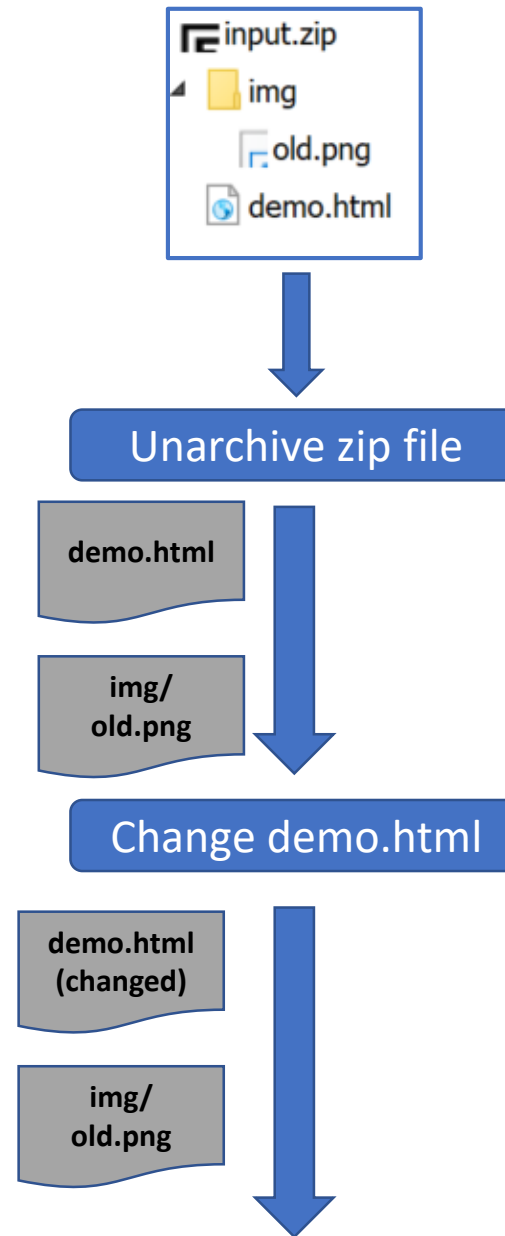 input.zip
img
old.png
demo.html
Unarchive zip file
demo.html
img/
old.png
Change demo.html
demo.html
(changed)
img/
old.png